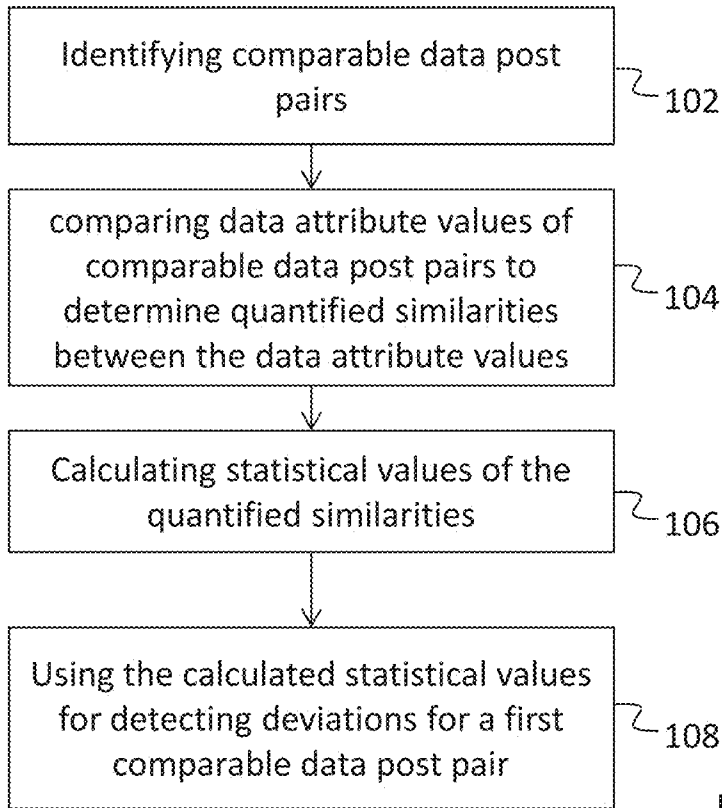 Identifying comparable data post
pairs
102
comparing data attribute values of
comparable data post pairs to
determine quantified similarities
between the data attribute values
104
Calculating statistical values of the
quantified similarities
106
Using the calculated statistical values
for detecting deviations for a first
comparable data post pair
108